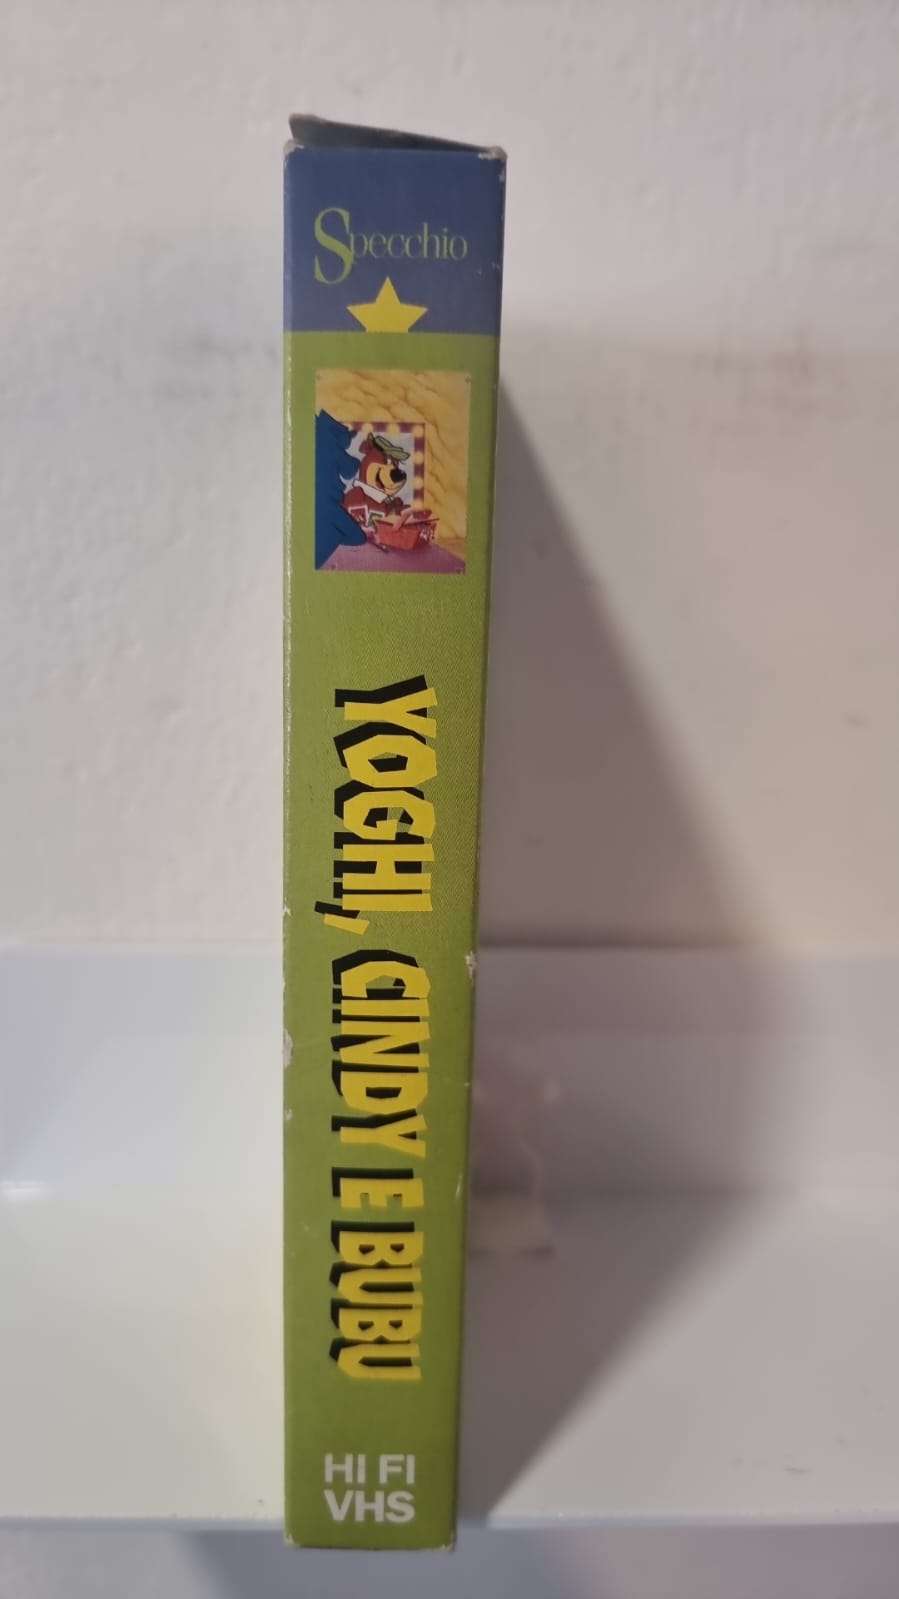 Specchio
YOGHI, CINDY E BUBU
HI FI
VHS